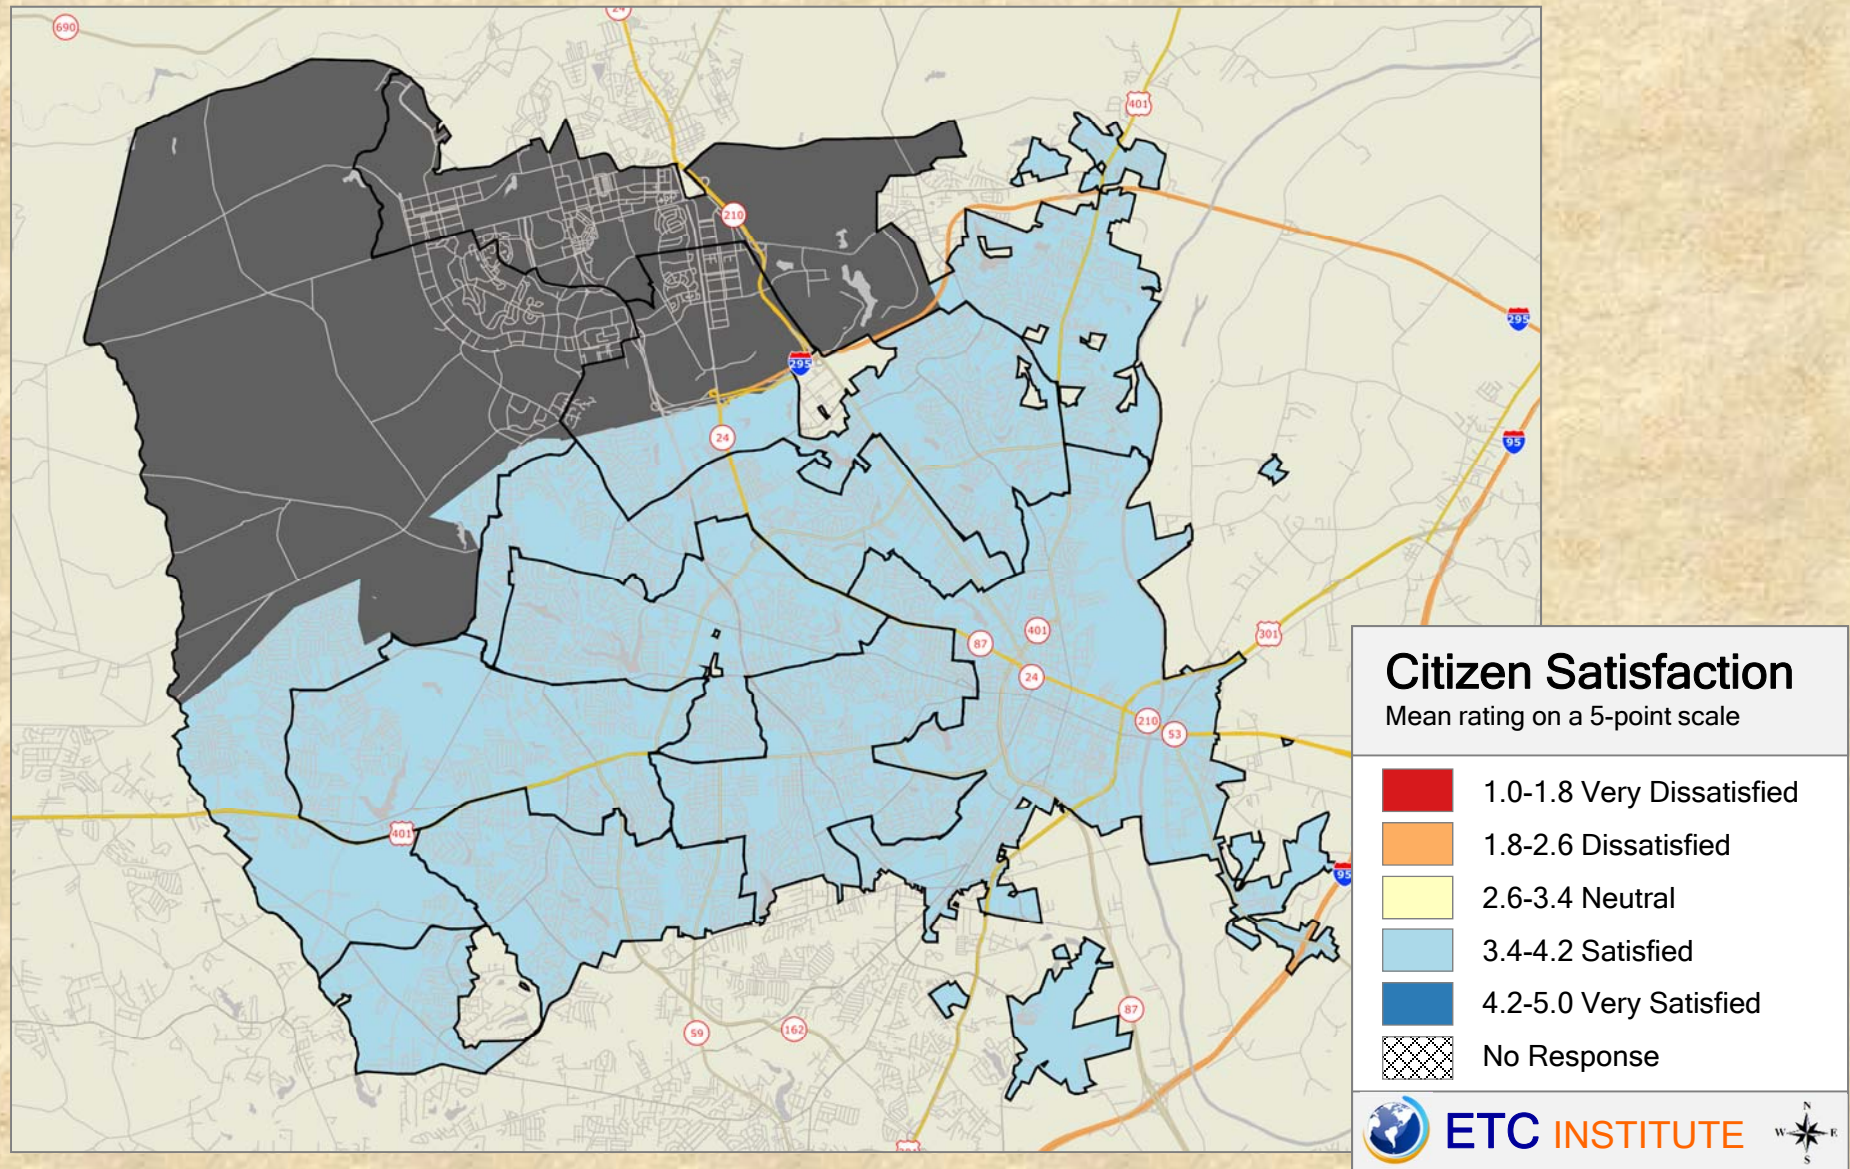 690
24
401
210
295
295
24
95
401
87
301
24
210
53
401
95
87
59
162
Citizen Satisfaction
Mean rating on a 5-point scale
1.0-1.8 Very Dissatisfied
1.8-2.6 Dissatisfied
2.6-3.4 Neutral
3.4-4.2 Satisfied
4.2-5.0 Very Satisfied
No Response
ETC INSTITUTE
N
W E
S